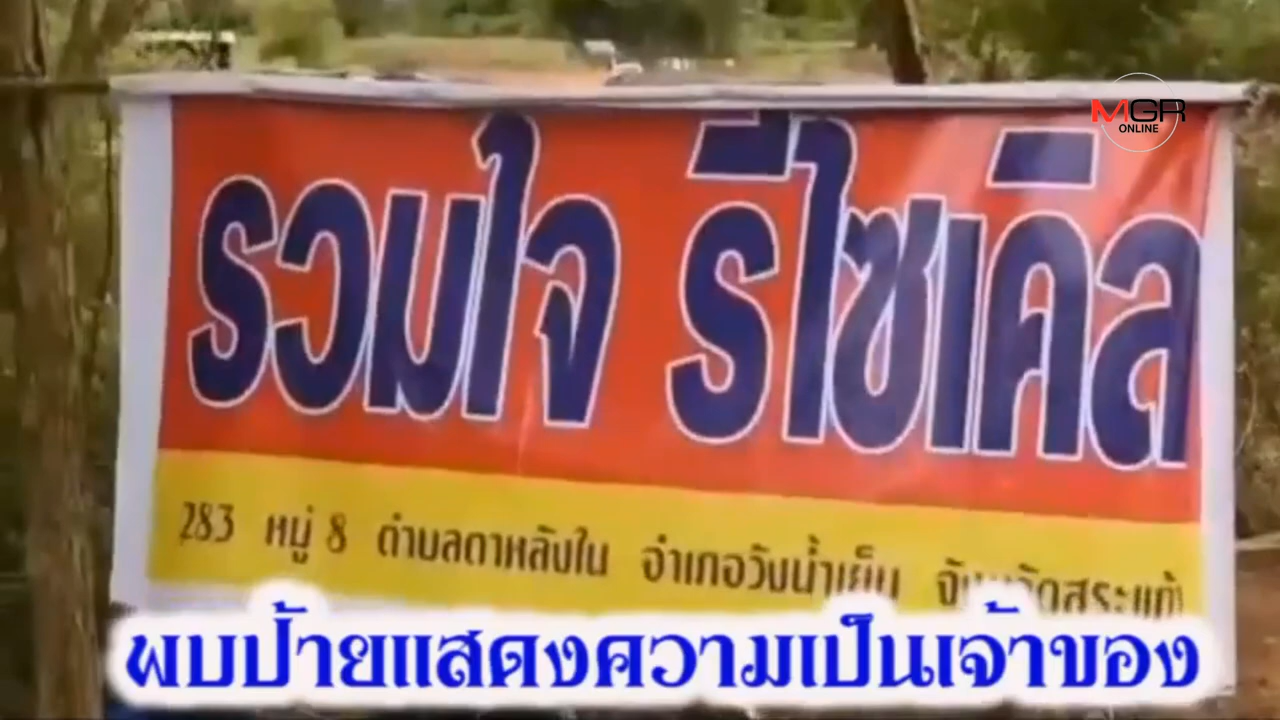 MGR
ONLINE
รวมใจ รีไซเคิล
283 หมู่ 8 ตำบลตาหลังใน อำเภอวังน้ำเย็น
พบป้ายแสดงความเป็นเจ้าของ